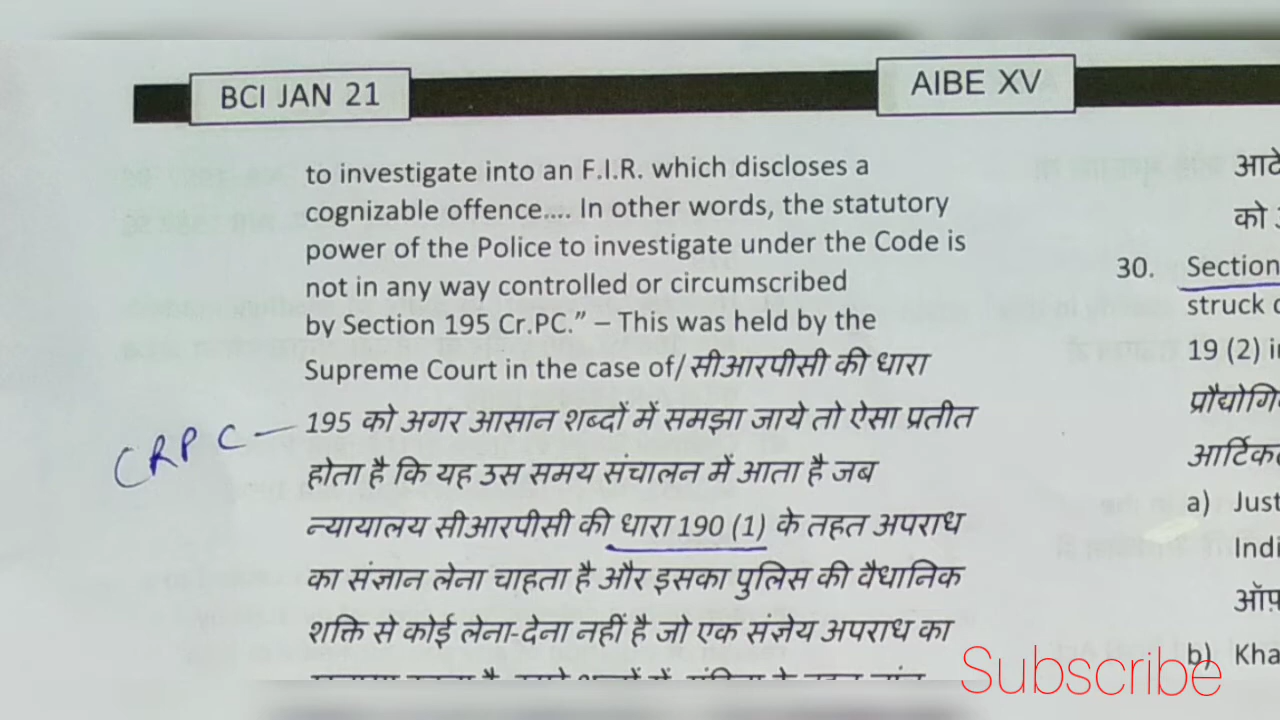 BCI JAN 21
AIBE XV
to investigate into an F.I.R. which discloses a
cognizable offence.... In other words, the statutory
power of the Police to investigate under the Code is
not in any way controlled or circumscribed
by Section 195 Cr.PC.” – This was held by the
Supreme Court in the case of/ सीआरपीसी की धारा
CRPC –
195 को अगर आसान शब्दों में समझा जाये तो ऐसा प्रतीत
होता है कि यह उस समय संचालन में आता है जब
न्यायालय सीआरपीसी की धारा 190 (1) के तहत अपराध
का संज्ञान लेना चाहता है और इसका पुलिस की वैधानिक
शक्ति से कोई लेना-देना नहीं है जो एक संज्ञेय अपराध का
को
30. Section
struck
19 (2)
a) Just
Indi
b) Kha
Subscribe